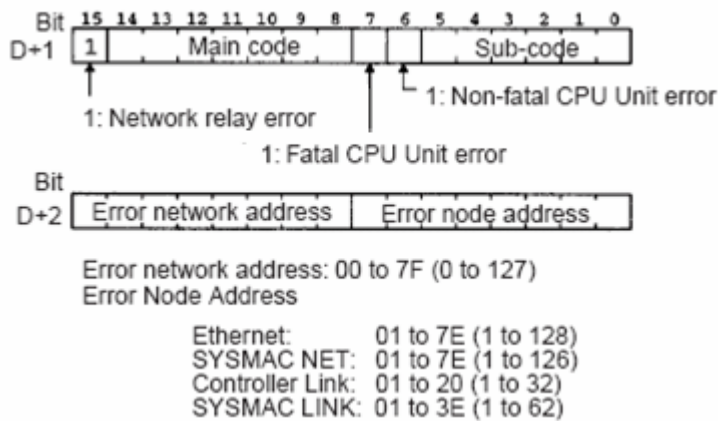 Bit 15 14 13 12 11 10 9 8 7 6 5 4 3 2 1 0
D+1 1 Main code Sub-code
1: Non-fatal CPU Unit error
1: Network relay error
1: Fatal CPU Unit error
Bit
D+2 Error network address Error node address
Error network address: 00 to 7F (0 to 127)
Error Node Address
Ethernet: 01 to 7E (1 to 128)
SYSMAC NET: 01 to 7E (1 to 126)
Controller Link: 01 to 20 (1 to 32)
SYSMAC LINK: 01 to 3E (1 to 62)